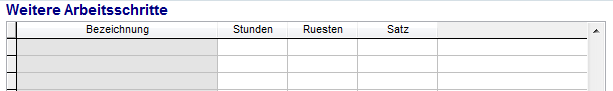 Weitere Arbeitsschritte
Bezeichnung Stunden Ruesten Satz